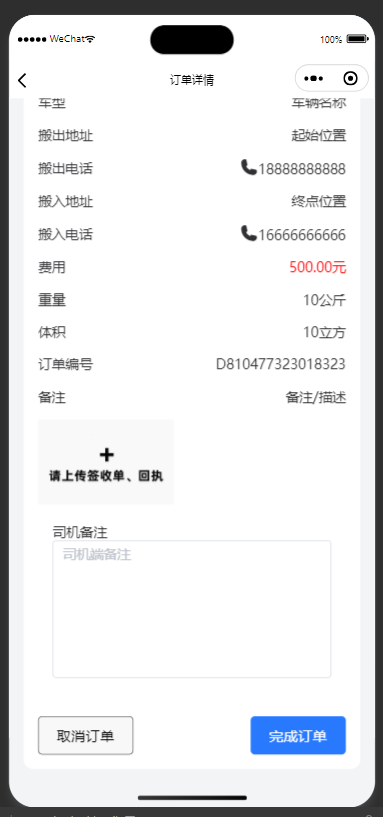 WeChat
100%
订单详情
车型 车辆名称
搬出地址 起始位置
搬出电话 18888888888
搬入地址 终点位置
搬入电话 16666666666
费用 500.00元
重量 10公斤
体积 10立方
订单编号 D810477323018323
备注 备注/描述
+
请上传签收单、回执
司机备注
司机端备注
取消订单 完成订单